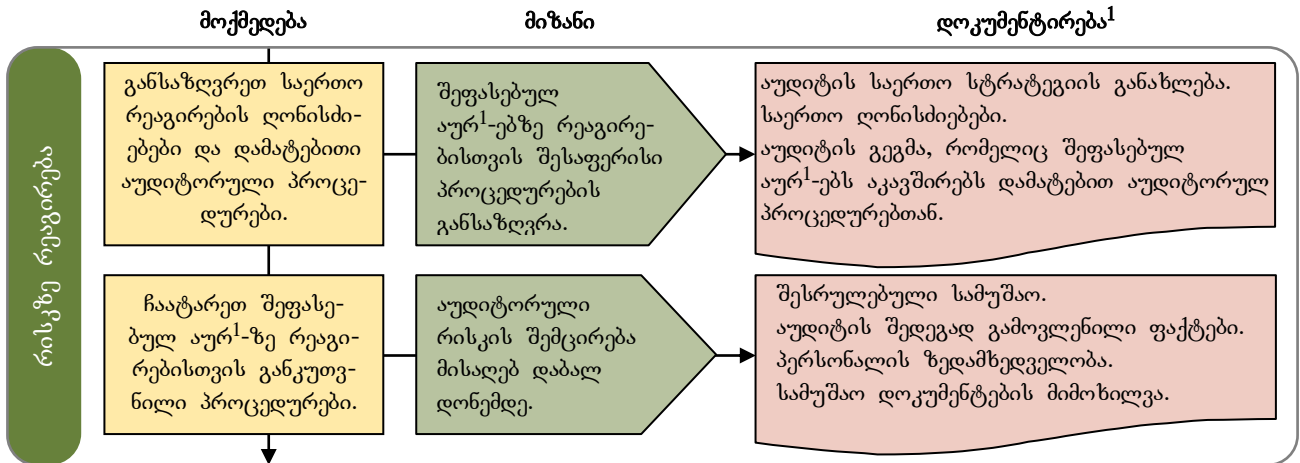 მოქმედება მიზანი დოკუმენტირება¹
რისკზე რეაგირება
განსაზღვრეთ საერთო
რეაგირების ღონისძი-
ებები და დამატებითი
აუდიტორული პროცე-
დურები.
შეფასებულ
აურ¹-ებზე რეაგირე-
ბისთვის შესაფერისი
პროცედურების
განსაზღვრა.
აუდიტის საერთო სტრატეგიის განახლება.
საერთო ღონისძიებები.
აუდიტის გეგმა, რომელიც შეფასებულ
აურ¹-ებს აკავშირებს დამატებით აუდიტორულ
პროცედურებთან.
ჩაატარეთ შეფასე-
ბულ აურ¹-ზე რეაგი-
რებისთვის განკუთვ-
ნილი პროცედურები.
აუდიტორული
რისკის შემცირება
მისაღებ დაბალ
დონემდე.
შესრულებული სამუშაო.
აუდიტის შედეგად გამოვლენილი ფაქტები.
პერსონალის ზედამხედველობა.
სამუშაო დოკუმენტების მიმოხილვა.